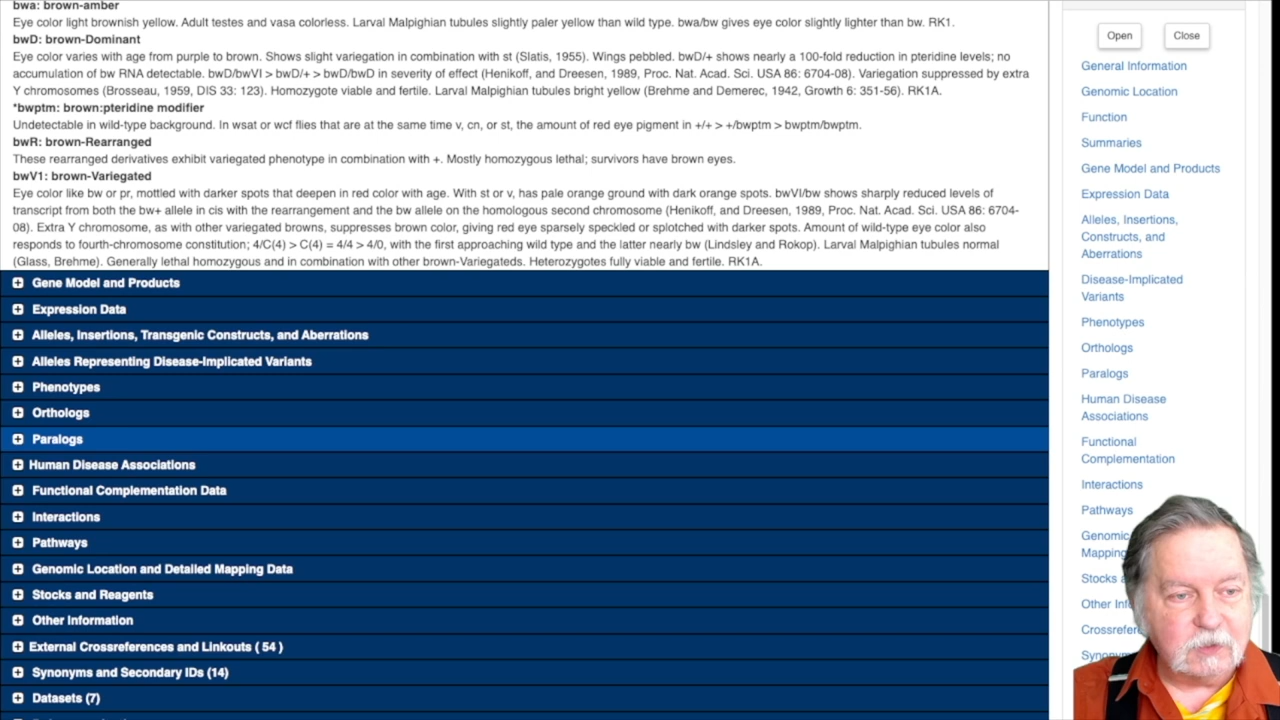 bwa: brown-amber
Eye color light brownish yellow. Adult testes and vasa colorless. Larval Malpighian tubules slightly paler yellow than wild type. bwa/bw gives eye color slightly lighter than bw. RK1.
bwD: brown-Dominant
Eye color varies with age from purple to brown. Shows slight variegation in combination with st (Slatis, 1955). Wings pebbled. bwD/+ shows nearly a 100-fold reduction in pteridine levels; no
accumulation of bw RNA detectable. bwD/bwVI > bwD/+ > bwD/bwD in severity of effect (Henikoff, and Dreesen, 1989, Proc. Nat. Acad. Sci. USA 86: 6704-08). Variegation suppressed by extra
Y chromosomes (Brosseau, 1959, DIS 33: 123). Homozygote viable and fertile. Larval Malpighian tubules bright yellow (Brehme and Demerec, 1942, Growth 6: 351-56). RK1A.
*bwptm: brown:pteridine modifier
Undetectable in wild-type background. In wsat or wcf flies that are at the same time v, cn, or st, the amount of red eye pigment in +/+ > +/bwptm > bwptm/bwptm.
bwR: brown-Rearranged
These rearranged derivatives exhibit variegated phenotype in combination with +. Mostly homozygous lethal; survivors have brown eyes.
bwV1: brown-Variegated
Eye color like bw or pr, mottled with darker spots that deepen in red color with age. With st or v, has pale orange ground with dark orange spots. bwVI/bw shows sharply reduced levels of
transcript from both the bw+ allele in cis with the rearrangement and the bw allele on the homologous second chromosome (Henikoff, and Dreesen, 1989, Proc. Nat. Acad. Sci. USA 86: 6704-
08). Extra Y chromosome, as with other variegated browns, suppresses brown color, giving red eye sparsely speckled or splotched with darker spots. Amount of wild-type eye color also
responds to fourth-chromosome constitution; 4/C(4) > C(4) = 4/4 > 4/0, with the first approaching wild type and the latter nearly bw (Lindsley and Rokop). Larval Malpighian tubules normal
(Glass, Brehme). Generally lethal homozygous and in combination with other brown-Variegateds. Heterozygotes fully viable and fertile. RK1A.
Gene Model and Products
Expression Data
Alleles, Insertions, Transgenic Constructs, and Aberrations
Alleles Representing Disease-Implicated Variants
Phenotypes
Orthologs
Paralogs
Human Disease Associations
Functional Complementation Data
Interactions
Pathways
Genomic Location and Detailed Mapping Data
Stocks and Reagents
Other Information
External Crossreferences and Linkouts ( 54 )
Synonyms and Secondary IDs (14)
Datasets (7)
Open Close
General Information
Genomic Location
Function
Summaries
Gene Model and Products
Expression Data
Alleles, Insertions,
Constructs, and
Aberrations
Disease-Implicated
Variants
Phenotypes
Orthologs
Paralogs
Human Disease
Associations
Functional
Complementation
Interactions
Pathways
Genomic
Mapping
Stocks
Other